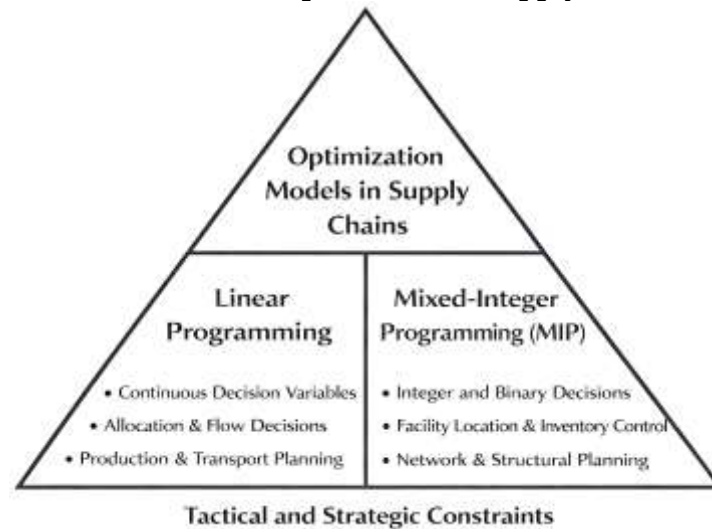 Optimization
Models in Supply
Chains
Linear
Programming
• Continuous Decision Variables
• Allocation & Flow Decisions
• Production & Transport Planning
Mixed-Integer
Programming (MIP)
• Integer and Binary Decisions
• Facility Location & Inventory Control
• Network & Structural Planning
Tactical and Strategic Constraints